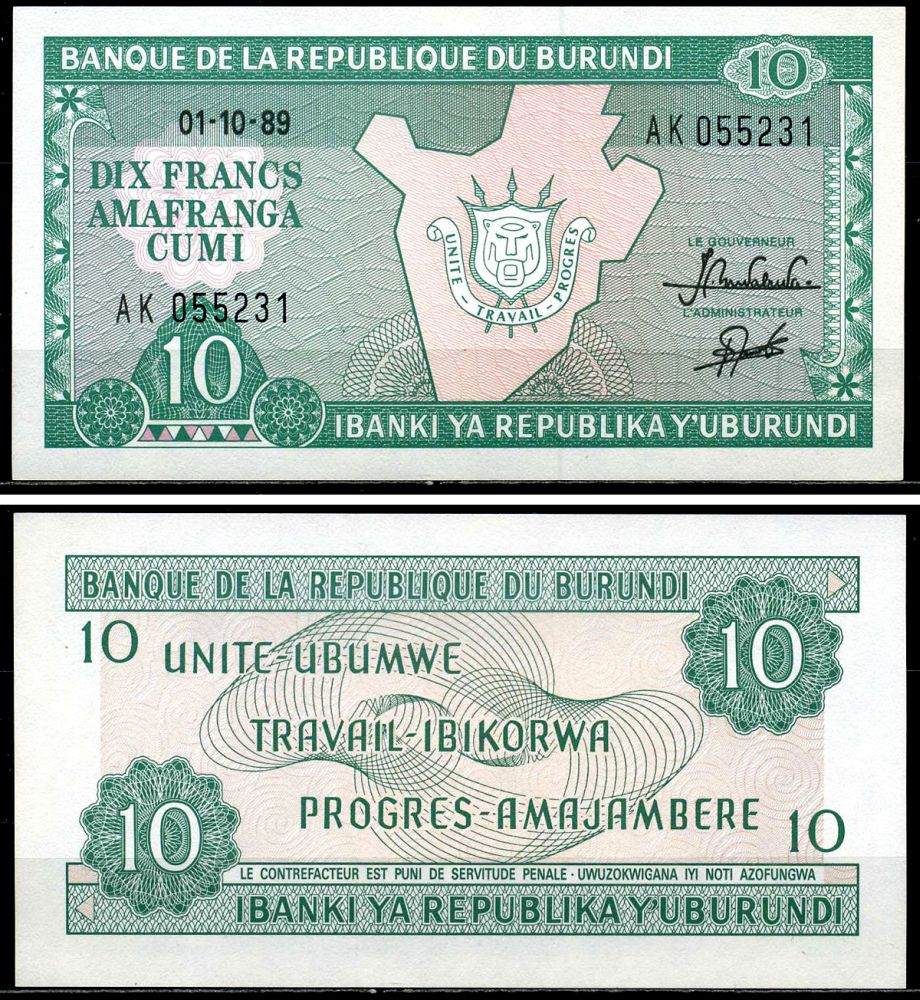 BANQUE DE LA REPUBLIQUE DU BURUNDI
10
01-10-89
AK 055231
DIX FRANCS
AMAFRANGA
CUMI
UNITE - TRAVAIL - PROGRES
LE GOUVERNEUR
AK 055231
L'ADMINISTRATEUR
10
IBANKI YA REPUBLIKA Y'UBURUNDI
BANQUE DE LA REPUBLIQUE DU BURUNDI
10
UNITE-UBUMWE
10
TRAVAIL-IBIKORWA
PROGRES-AMAJAMBERE
10
10
LE CONTREFACTEUR EST PUNI DE SERVITUDE PENALE · UWUZOKWIGANA IYI NOTI AZOFUNGWA
IBANKI YA REPUBLIKA Y'UBURUNDI